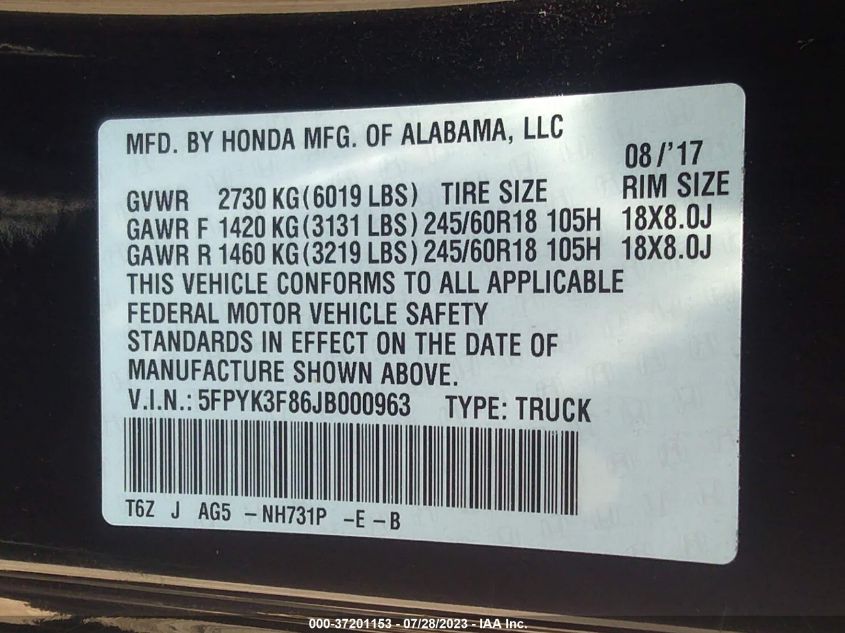 MFD. BY HONDA MFG. OF ALABAMA, LLC
08/'17
GVWR 2730 KG (6019 LBS) TIRE SIZE RIM SIZE
GAWR F 1420 KG (3131 LBS) 245/60R18 105H 18X8.0J
GAWR R 1460 KG (3219 LBS) 245/60R18 105H 18X8.0J
THIS VEHICLE CONFORMS TO ALL APPLICABLE
FEDERAL MOTOR VEHICLE SAFETY
STANDARDS IN EFFECT ON THE DATE OF
MANUFACTURE SHOWN ABOVE.
V.I.N.: 5FPYK3F86JB000963 TYPE: TRUCK
T6Z J AG5 -NH731P -E-B
000-37201153 - 07/28/2023 - IAA Inc.